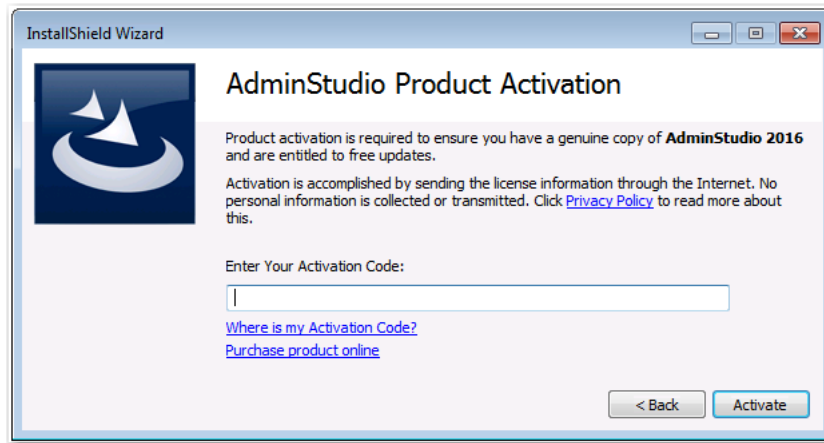 InstallShield Wizard
AdminStudio Product Activation
Product activation is required to ensure you have a genuine copy of AdminStudio 2016
and are entitled to free updates.
Activation is accomplished by sending the license information through the Internet. No
personal information is collected or transmitted. Click Privacy Policy to read more about
this.
Enter Your Activation Code:
Where is my Activation Code?
Purchase product online
< Back
Activate